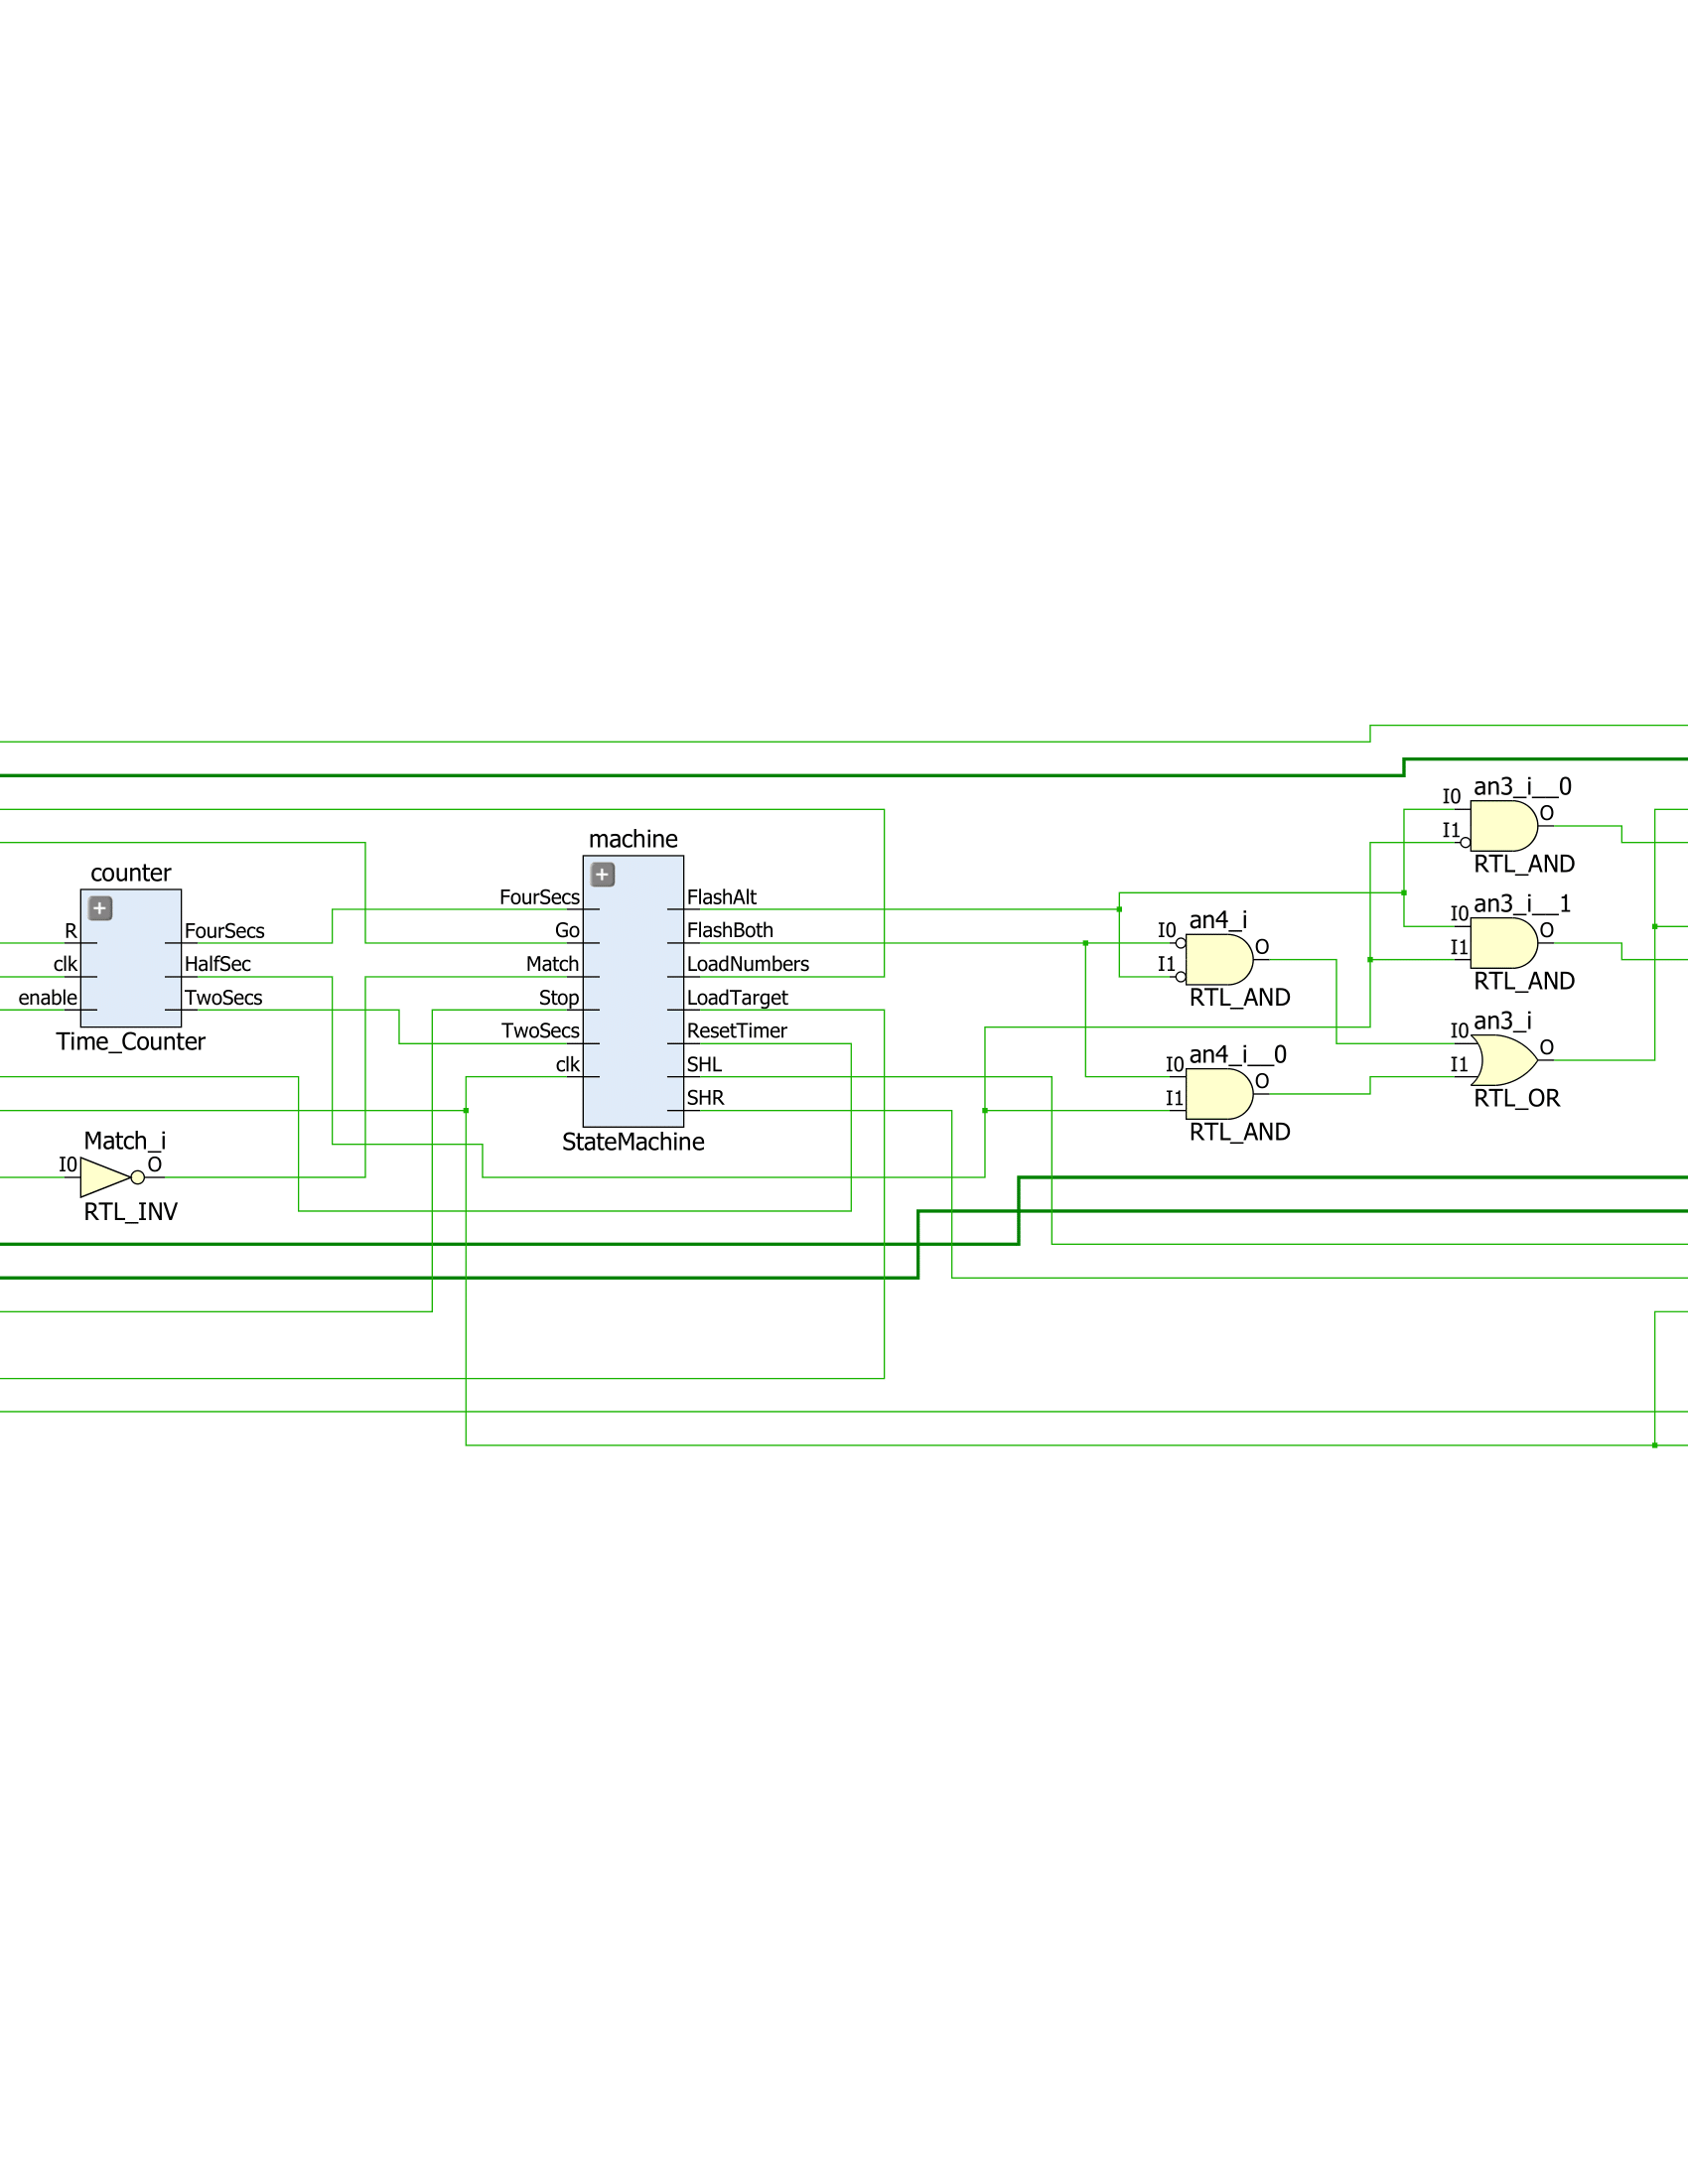 counter
R
clk
enable
FourSecs
HalfSec
TwoSecs
Time_Counter
Match_i
I0
O
RTL_INV
machine
FourSecs
Go
Match
Stop
TwoSecs
clk
FlashAlt
FlashBoth
LoadNumbers
LoadTarget
ResetTimer
SHL
SHR
StateMachine
an4_i
I0
I1
O
RTL_AND
an4_i__0
I0
I1
O
RTL_AND
an3_i__0
I0
I1
O
RTL_AND
an3_i__1
I0
I1
O
RTL_AND
an3_i
I0
I1
O
RTL_OR